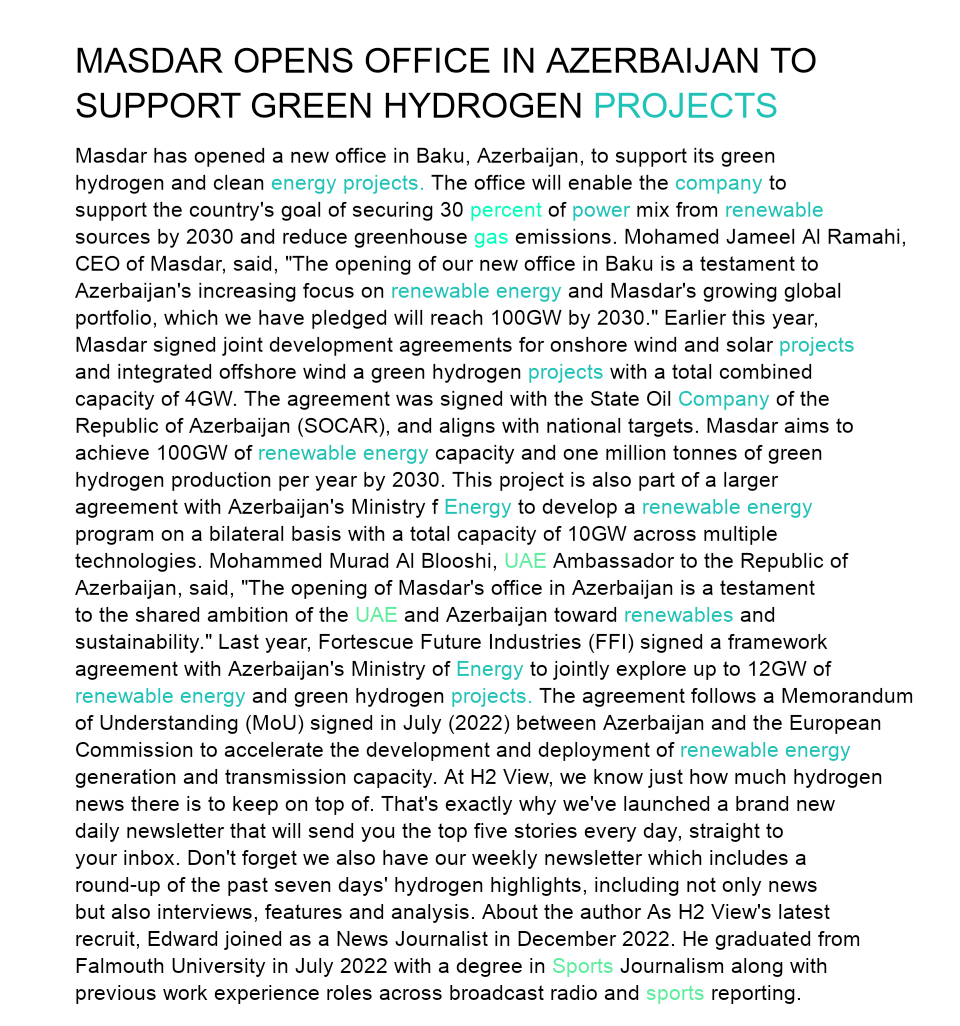 MASDAR OPENS OFFICE IN AZERBAIJAN TO
SUPPORT GREEN HYDROGEN PROJECTS
Masdar has opened a new office in Baku, Azerbaijan, to support its green
hydrogen and clean energy projects. The office will enable the company to
support the country's goal of securing 30 percent of power mix from renewable
sources by 2030 and reduce greenhouse gas emissions. Mohamed Jameel Al Ramahi,
CEO of Masdar, said, "The opening of our new office in Baku is a testament to
Azerbaijan's increasing focus on renewable energy and Masdar's growing global
portfolio, which we have pledged will reach 100GW by 2030." Earlier this year,
Masdar signed joint development agreements for onshore wind and solar projects
and integrated offshore wind a green hydrogen projects with a total combined
capacity of 4GW. The agreement was signed with the State Oil Company of the
Republic of Azerbaijan (SOCAR), and aligns with national targets. Masdar aims to
achieve 100GW of renewable energy capacity and one million tonnes of green
hydrogen production per year by 2030. This project is also part of a larger
agreement with Azerbaijan's Ministry f Energy to develop a renewable energy
program on a bilateral basis with a total capacity of 10GW across multiple
technologies. Mohammed Murad Al Blooshi, UAE Ambassador to the Republic of
Azerbaijan, said, "The opening of Masdar's office in Azerbaijan is a testament
to the shared ambition of the UAE and Azerbaijan toward renewables and
sustainability." Last year, Fortescue Future Industries (FFI) signed a framework
agreement with Azerbaijan's Ministry of Energy to jointly explore up to 12GW of
renewable energy and green hydrogen projects. The agreement follows a Memorandum
of Understanding (MoU) signed in July (2022) between Azerbaijan and the European
Commission to accelerate the development and deployment of renewable energy
generation and transmission capacity. At H2 View, we know just how much hydrogen
news there is to keep on top of. That's exactly why we've launched a brand new
daily newsletter that will send you the top five stories every day, straight to
your inbox. Don't forget we also have our weekly newsletter which includes a
round-up of the past seven days' hydrogen highlights, including not only news
but also interviews, features and analysis. About the author As H2 View's latest
recruit, Edward joined as a News Journalist in December 2022. He graduated from
Falmouth University in July 2022 with a degree in Sports Journalism along with
previous work experience roles across broadcast radio and sports reporting.